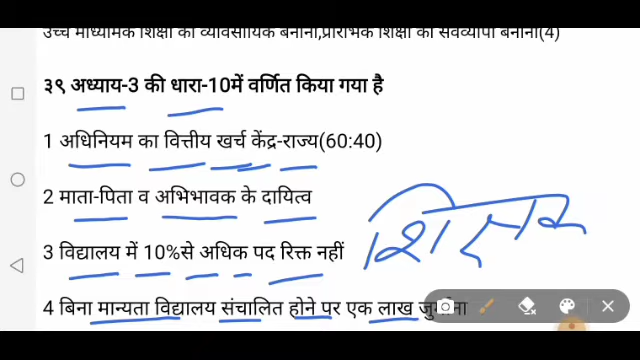 उच्च माध्यमिक शिक्षा को व्यावसायिक बनाना,प्रारंभिक शिक्षा को सर्वव्यापी बनाना(4)
३९ अध्याय-3 की धारा-10में वर्णित किया गया है
1 अधिनियम का वित्तीय खर्च केंद्र-राज्य(60:40)
2 माता-पिता व अभिभावक के दायित्व
3 विद्यालय में 10%से अधिक पद रिक्त नहीं
शिक्षक
4 बिना मान्यता विद्यालय संचालित होने पर एक लाख जुर्माना